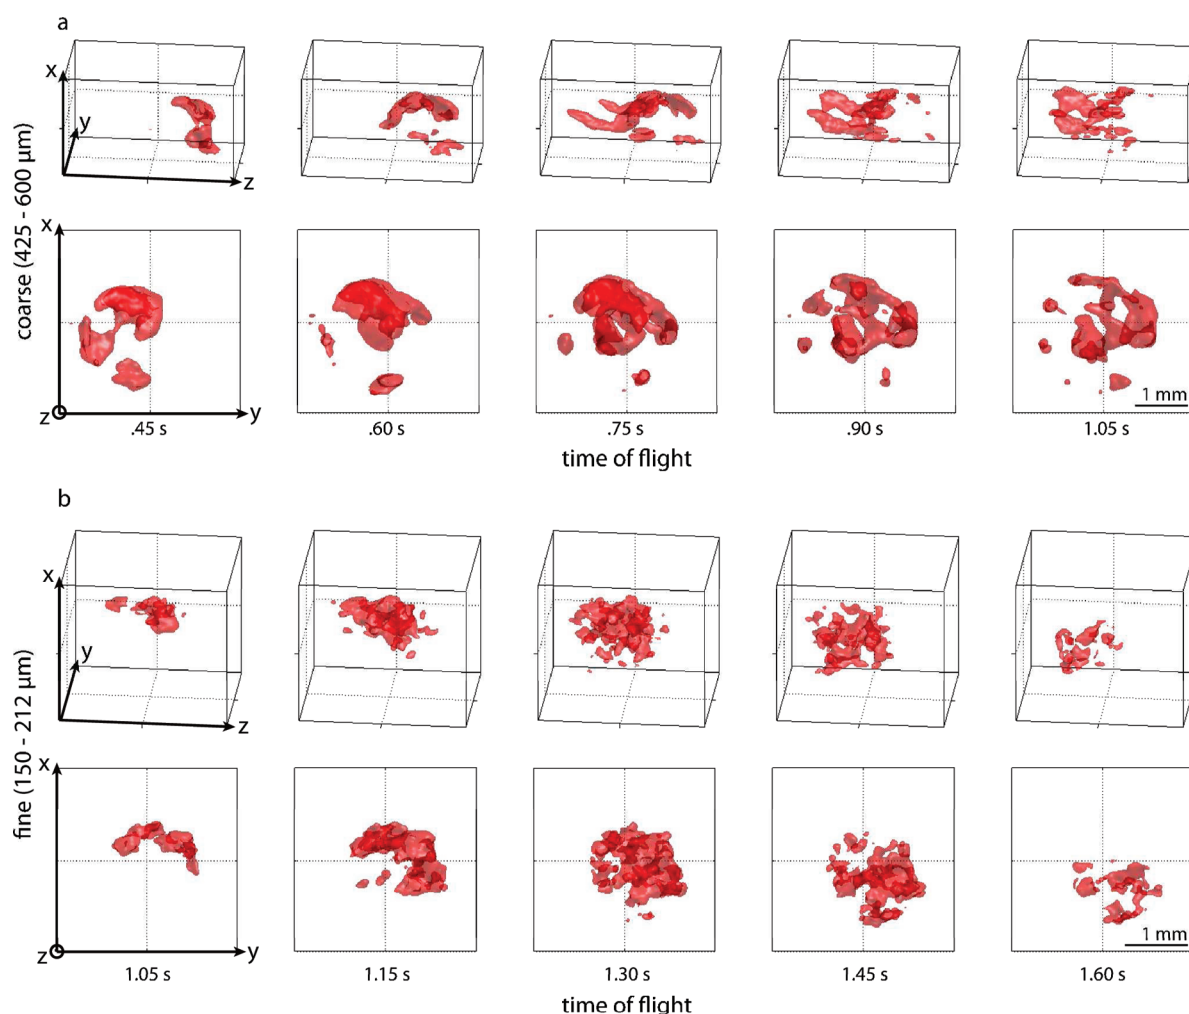 a
x
y
z
coarse (425 - 600 µm)
x
z
y
1 mm
.45 s
.60 s
.75 s
.90 s
1.05 s
time of flight
b
x
y
z
fine (150 - 212 µm)
x
z
y
1 mm
1.05 s
1.15 s
1.30 s
1.45 s
1.60 s
time of flight